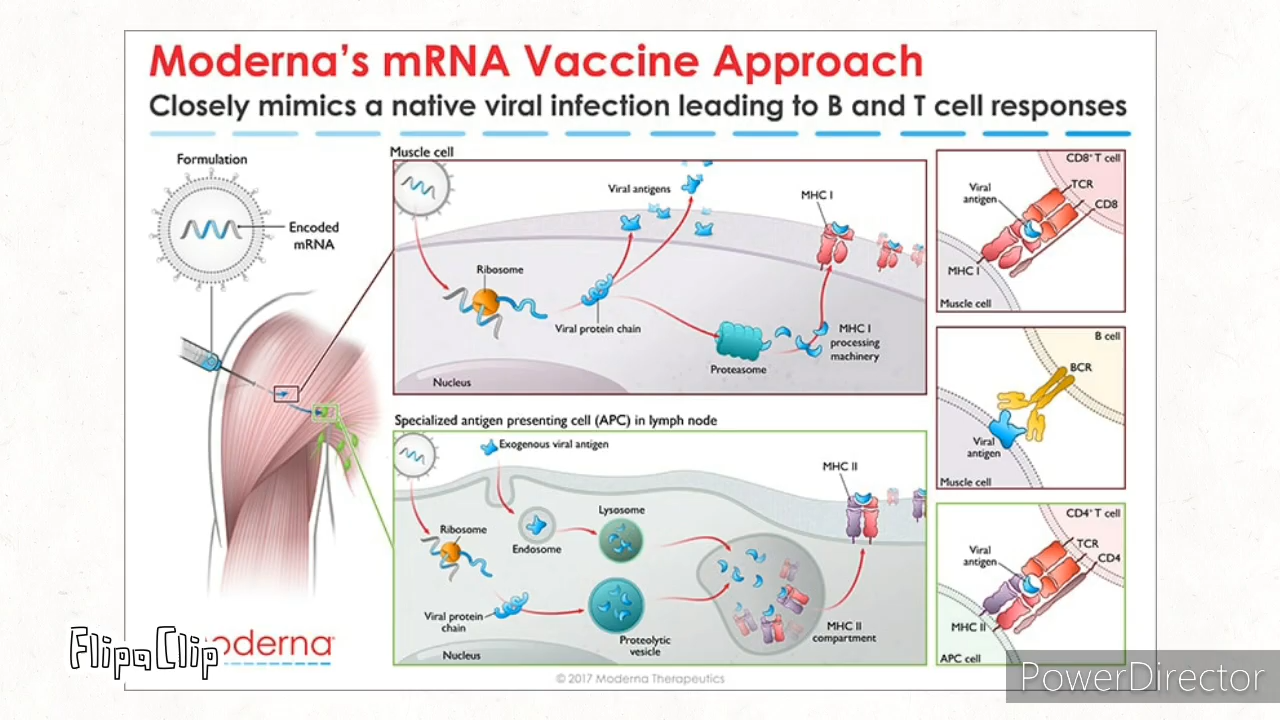 Moderna's mRNA Vaccine Approach
Closely mimics a native viral infection leading to B and T cell responses
Formulation
Encoded
mRNA
Muscle cell
Viral antigens
MHC I
Ribosome
Viral protein chain
Proteasome
MHC I
processing
machinery
Nucleus
CD8⁺ T cell
Viral
antigen
TCR
CD8
MHC I
Muscle cell
B cell
BCR
Viral
antigen
Muscle cell
Specialized antigen presenting cell (APC) in lymph node
Exogenous viral antigen
MHC II
Lysosome
Ribosome
Endosome
Viral protein
chain
Proteolytic
vesicle
MHC II
compartment
Nucleus
CD4⁺ T cell
Viral
antigen
TCR
CD4
MHC II
APC cell
FlipaClip
oderna
© 2017 Moderna Therapeutics
PowerDirector